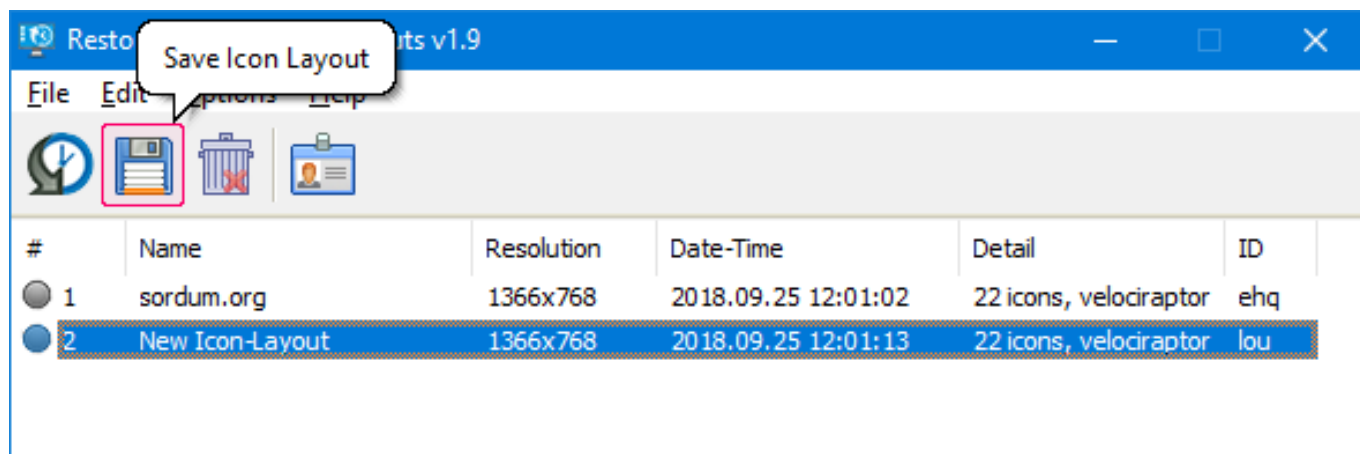 Resto uts v1.9
Save Icon Layout
File Edit Options Help
# Name Resolution Date-Time Detail ID
1 sordum.org 1366x768 2018.09.25 12:01:02 22 icons, velociraptor ehq
2 New Icon-Layout 1366x768 2018.09.25 12:01:13 22 icons, velociraptor lou